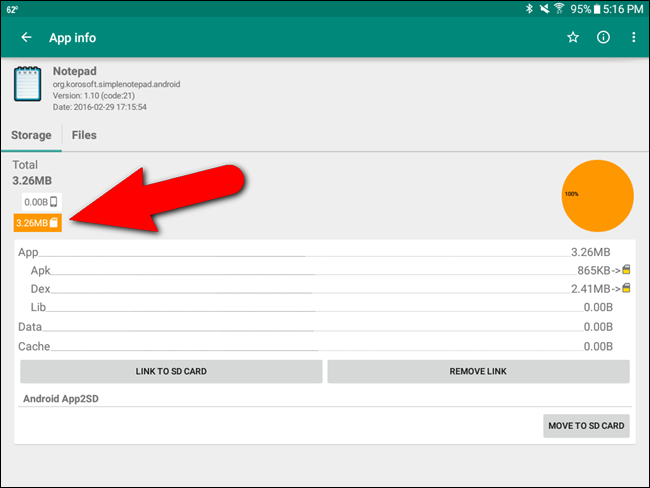 62°
95% 5:16 PM
App info
Notepad
org.korosoft.simplenotepad.android
Version: 1.10 (code:21)
Date: 2016-02-29 17:15:54
Storage Files
Total
3.26MB
0.00B
3.26MB
100%
App 3.26MB
Apk 865KB->
Dex 2.41MB->
Lib 0.00B
Data 0.00B
Cache 0.00B
LINK TO SD CARD REMOVE LINK
Android App2SD
MOVE TO SD CARD